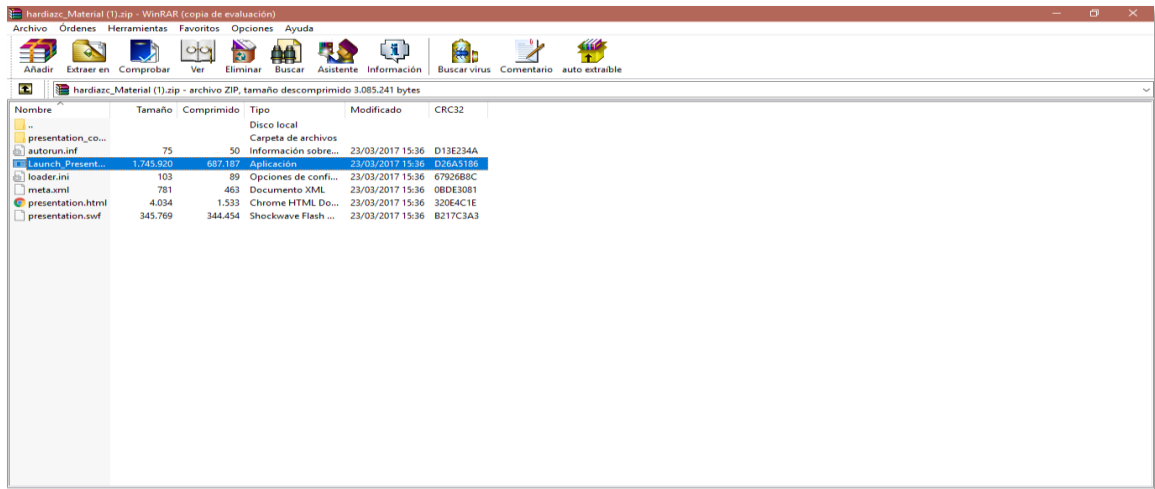 hardiazc_Material (1).zip - WinRAR (copia de evaluación)
Archivo Órdenes Herramientas Favoritos Opciones Ayuda
Añadir Extraer en Comprobar Ver Eliminar Buscar Asistente Información Buscar virus Comentario auto extraíble
hardiazc_Material (1).zip - archivo ZIP, tamaño descomprimido 3.085.241 bytes
Nombre Tamaño Comprimido Tipo Modificado CRC32
.. Disco local
presentation_co... Carpeta de archivos
autorun.inf 75 50 Información sobre... 23/03/2017 15:36 D13E234A
Launch_Present... 1.745.920 687.187 Aplicación 23/03/2017 15:36 D26A5186
loader.ini 103 89 Opciones de confi... 23/03/2017 15:36 67926B8C
meta.xml 781 463 Documento XML 23/03/2017 15:36 0BDE3081
presentation.html 4.034 1.533 Chrome HTML Do... 23/03/2017 15:36 320E4C1E
presentation.swf 345.769 344.454 Shockwave Flash ... 23/03/2017 15:36 B217C3A3